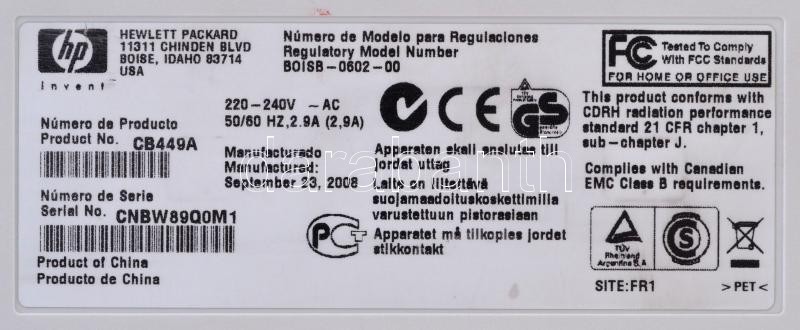 hp
invent
HEWLETT PACKARD
11311 CHINDEN BLVD
BOISE, IDAHO 83714
USA
Número de Modelo para Regulaciones
Regulatory Model Number
BOISB-0602-00
FC Tested To Comply
With FCC Standards
FOR HOME OR OFFICE USE
220-240V ~AC
50/60 HZ,2.9A (2,9A)
Número de Producto
Product No. CB449A
Manufacturado
Manufactured:
September 23, 2008
Número de Serie
Serial No. CNBW89Q0M1
Product of China
Producto de China
N
CE
GS
Apparaten skall anslutas till
jordat uttag
Laite on liitettävä
suojamaadoituskoskettimilla
varustettuun pistorasiaan
Apparatet må tilkoples jordet
stikkontakt
PCT
This product conforms with
CDRH radiation performance
standard 21 CFR chapter 1,
sub-chapter J.
Complies with Canadian
EMC Class B requirements.
TÜV
Rheinland
Argentina S.A
S
SITE:FR1
>PET<
darabanth